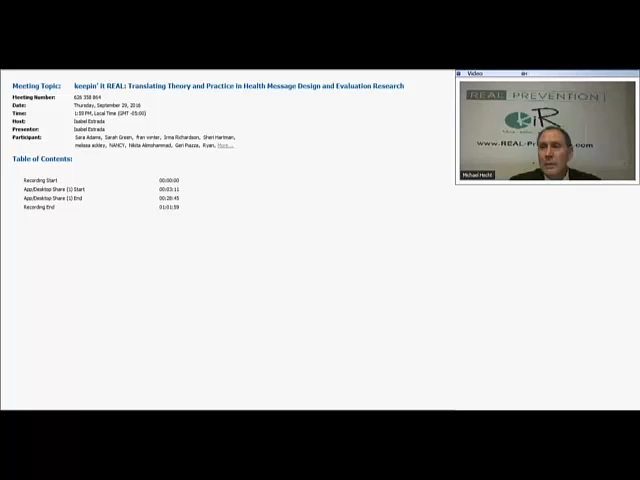 Meeting Topic: keepin' it REAL: Translating Theory and Practice in Health Message Design and Evaluation Research
Meeting Number: 626 358 864
Date: Thursday, September 29, 2016
Time: 1:59 PM, Local Time (GMT -05:00)
Host: Isabel Estrada
Presenter: Isabel Estrada
Participant: Sara Adams, Sarah Green, fran winter, Irma Richardson, Sheri Hartman,
melissa ackley, NANCY, Nikita Alimohammad, Geri Piazza, Ryan, More...
Table of Contents:
Recording Start 00:00:00
App/Desktop Share (1) Start 00:03:11
App/Desktop Share (1) End 00:28:45
Recording End 01:01:59
Video
REAL PREVENTION
kiR
www.REAL-Pr com
Michael Hecht